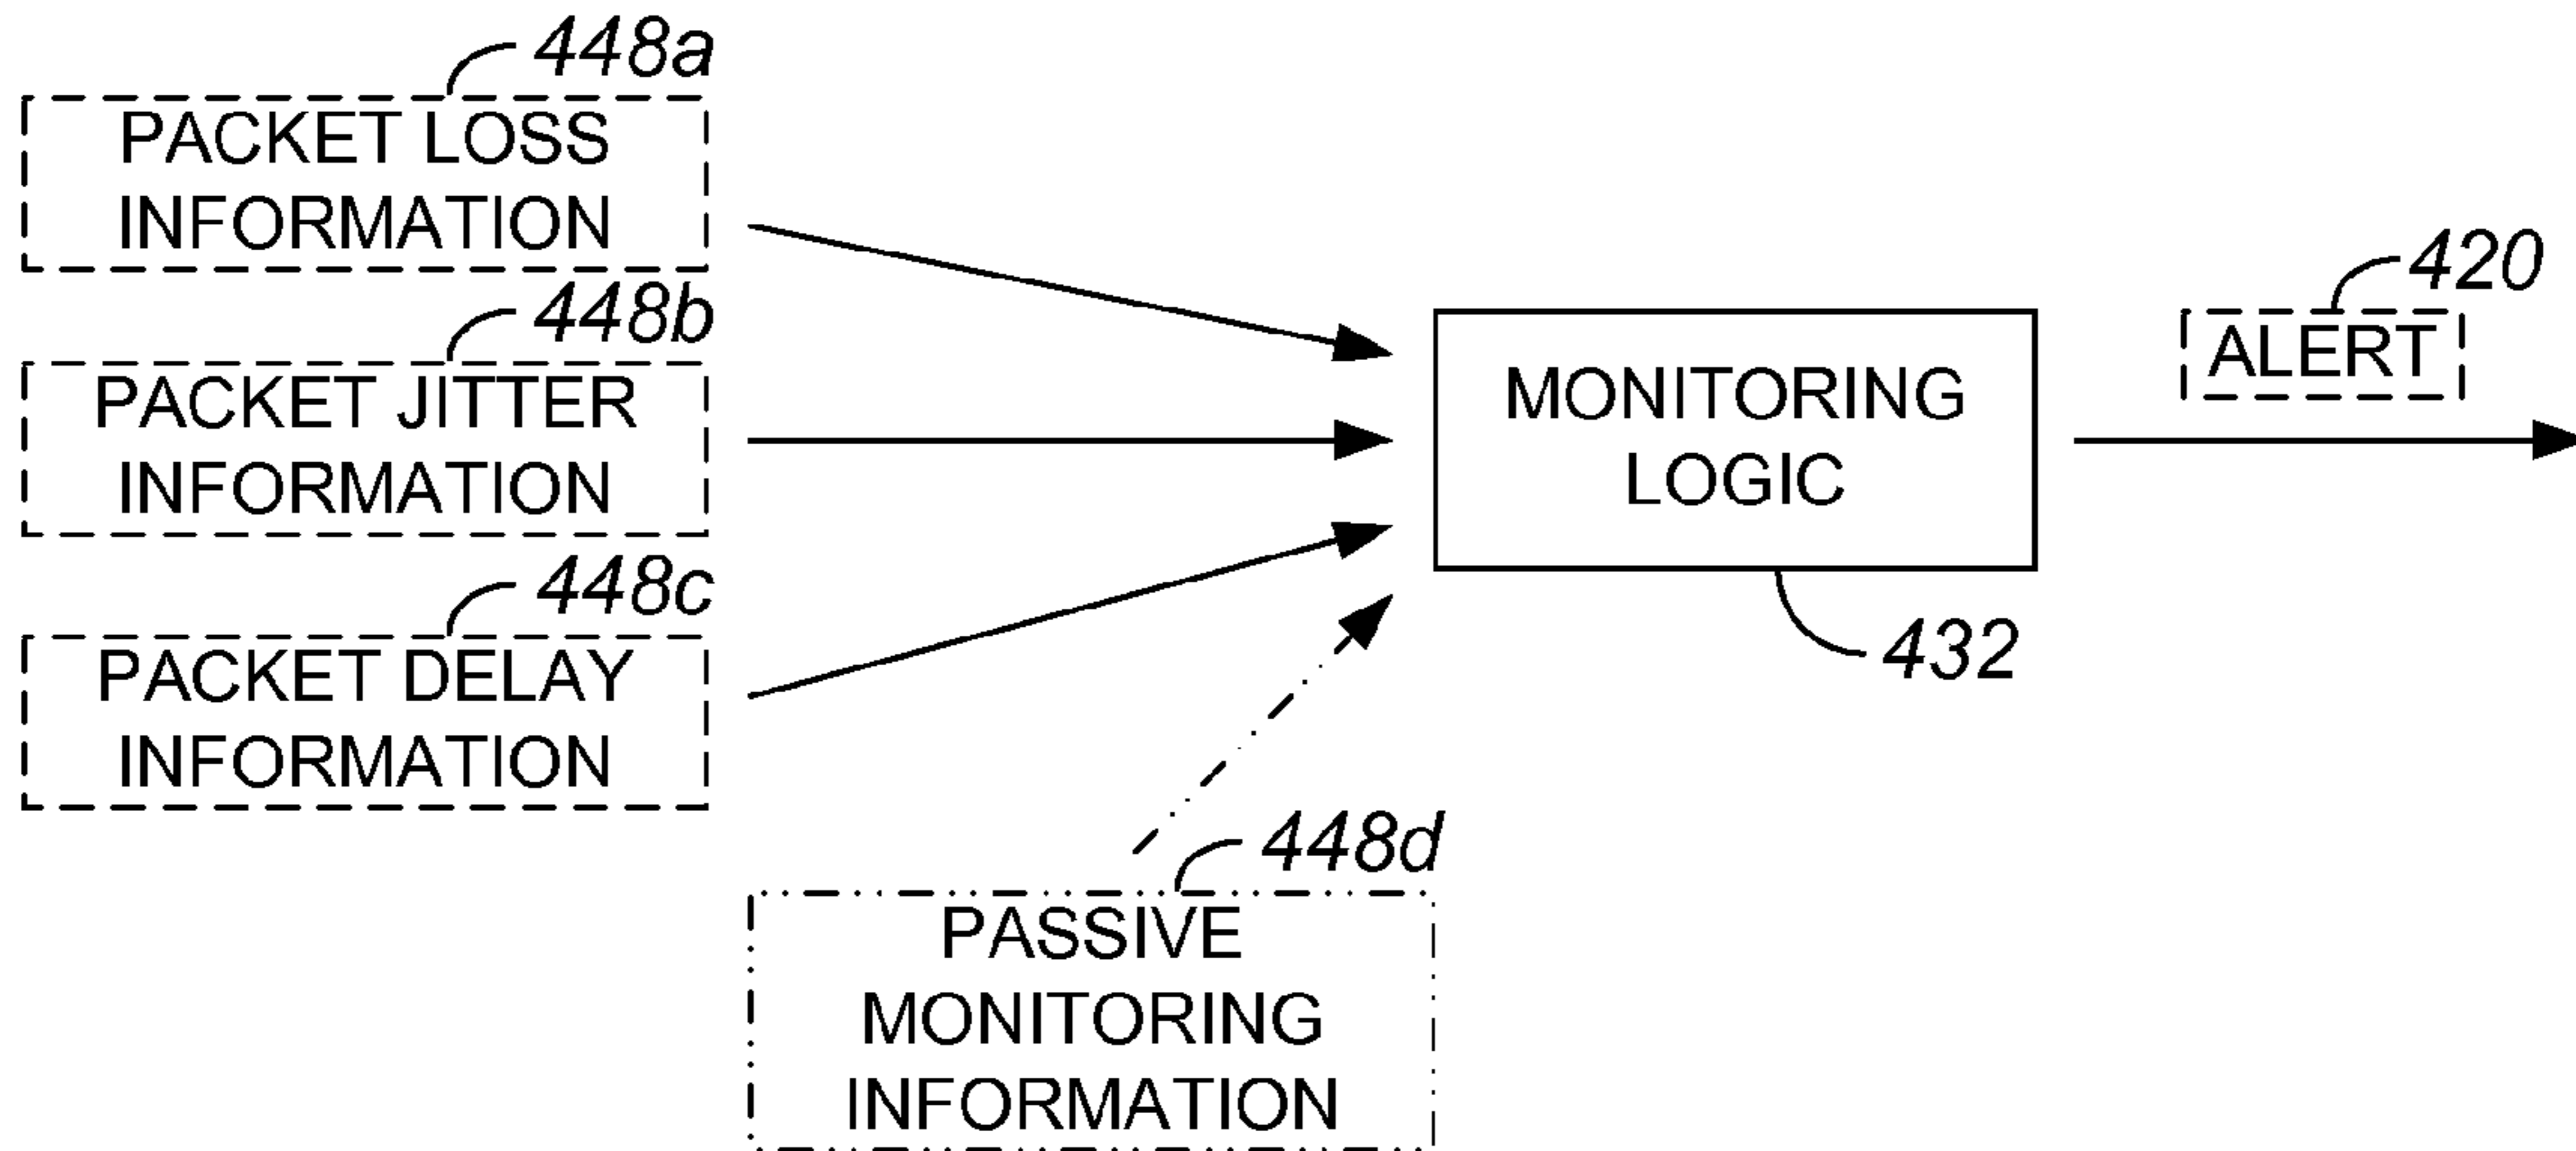 448a
PACKET LOSS
INFORMATION
448b
PACKET JITTER
INFORMATION
448c
PACKET DELAY
INFORMATION
448d
PASSIVE
MONITORING
INFORMATION
MONITORING
LOGIC
432
420
ALERT